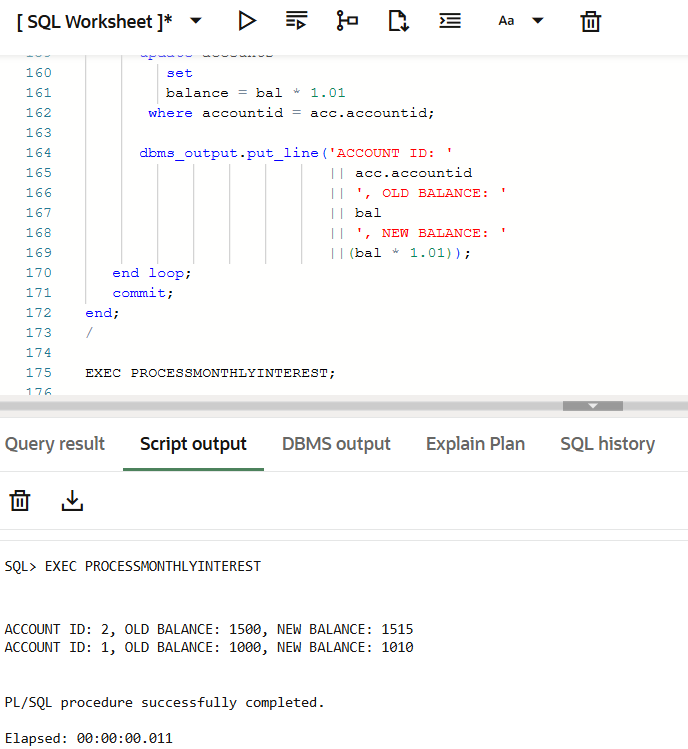 [ SQL Worksheet ]*
Aa
160 set
161 balance = bal * 1.01
162 where accountid = acc.accountid;
163
164 dbms_output.put_line('ACCOUNT ID: '
165 || acc.accountid
166 || ', OLD BALANCE: '
167 || bal
168 || ', NEW BALANCE: '
169 ||(bal * 1.01));
170 end loop;
171 commit;
172 end;
173 /
174
175 EXEC PROCESSMONTHLYINTEREST;
176
Query result
Script output
DBMS output
Explain Plan
SQL history
SQL> EXEC PROCESSMONTHLYINTEREST
ACCOUNT ID: 2, OLD BALANCE: 1500, NEW BALANCE: 1515
ACCOUNT ID: 1, OLD BALANCE: 1000, NEW BALANCE: 1010
PL/SQL procedure successfully completed.
Elapsed: 00:00:00.011